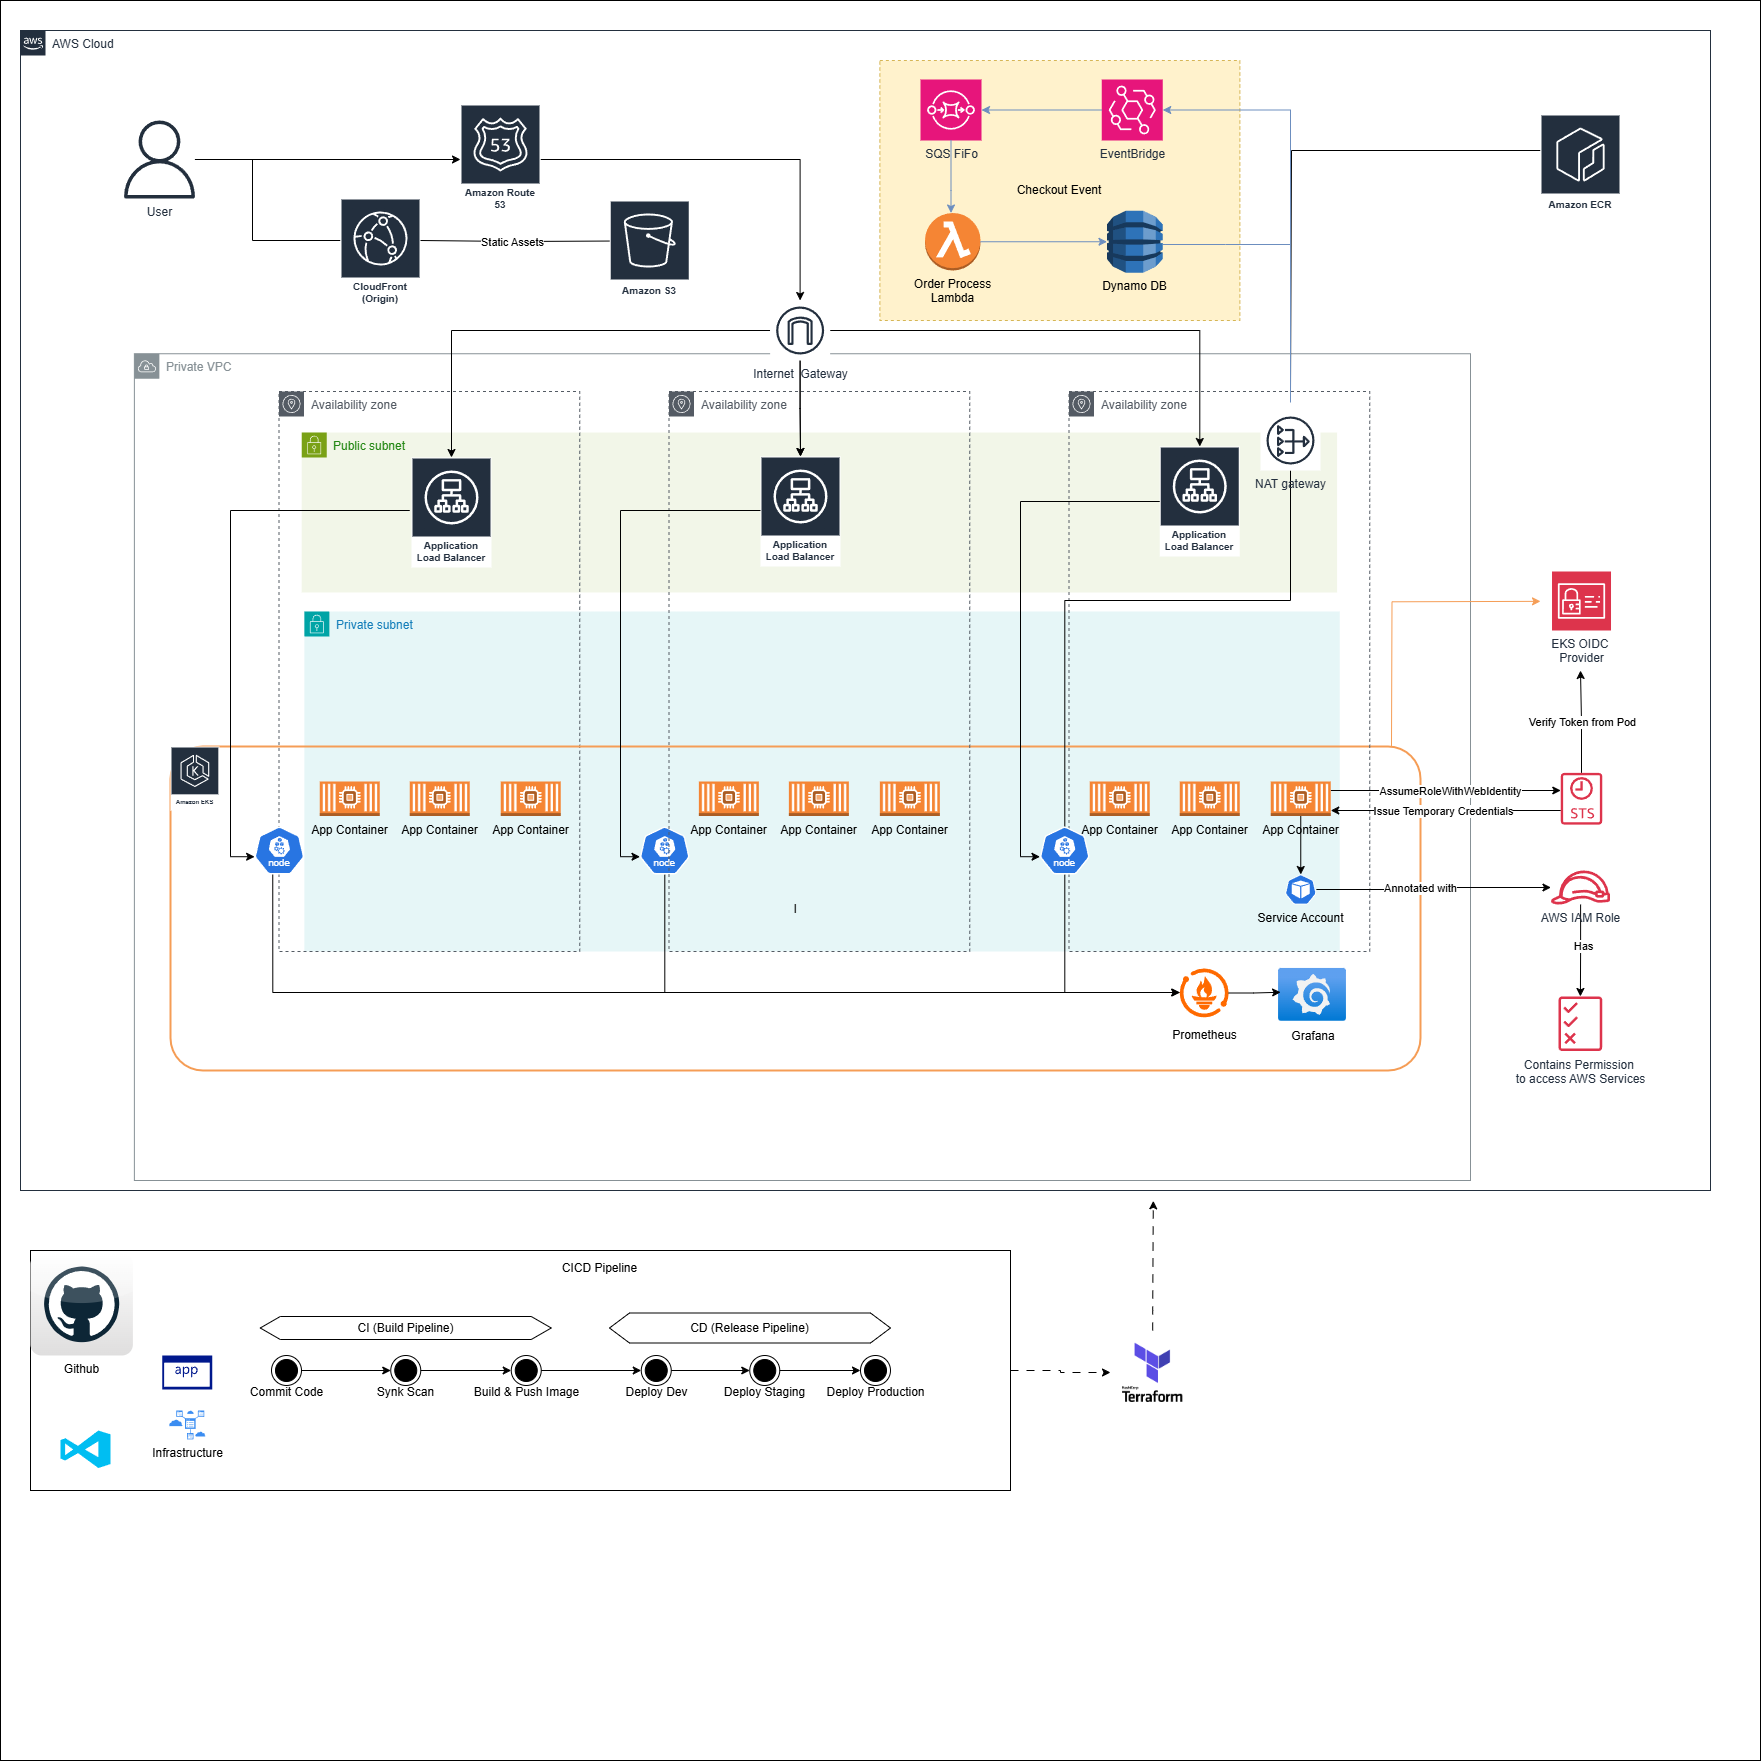 aws
AWS Cloud
User
53
Amazon Route
53
CloudFront
(Origin)
Static Assets
Amazon S3
SQS FiFo
EventBridge
Checkout Event
Order Process
Lambda
Dynamo DB
Amazon ECR
Internet Gateway
Private VPC
Availability zone
Availability zone
Availability zone
Public subnet
Application
Load Balancer
Application
Load Balancer
Application
Load Balancer
NAT gateway
Private subnet
EKS OIDC
Provider
Verify Token from Pod
K
Amazon EKS
App Container
App Container
App Container
App Container
App Container
App Container
App Container
App Container
App Container
AssumeRoleWithWebIdentity
Issue Temporary Credentials
STS
node
node
node
I
Service Account
Annotated with
AWS IAM Role
Has
Prometheus
Grafana
Contains Permission
to access AWS Services
CICD Pipeline
Github
CI (Build Pipeline)
CD (Release Pipeline)
app
Commit Code
Synk Scan
Build & Push Image
Deploy Dev
Deploy Staging
Deploy Production
Infrastructure
HashiCorp
Terraform